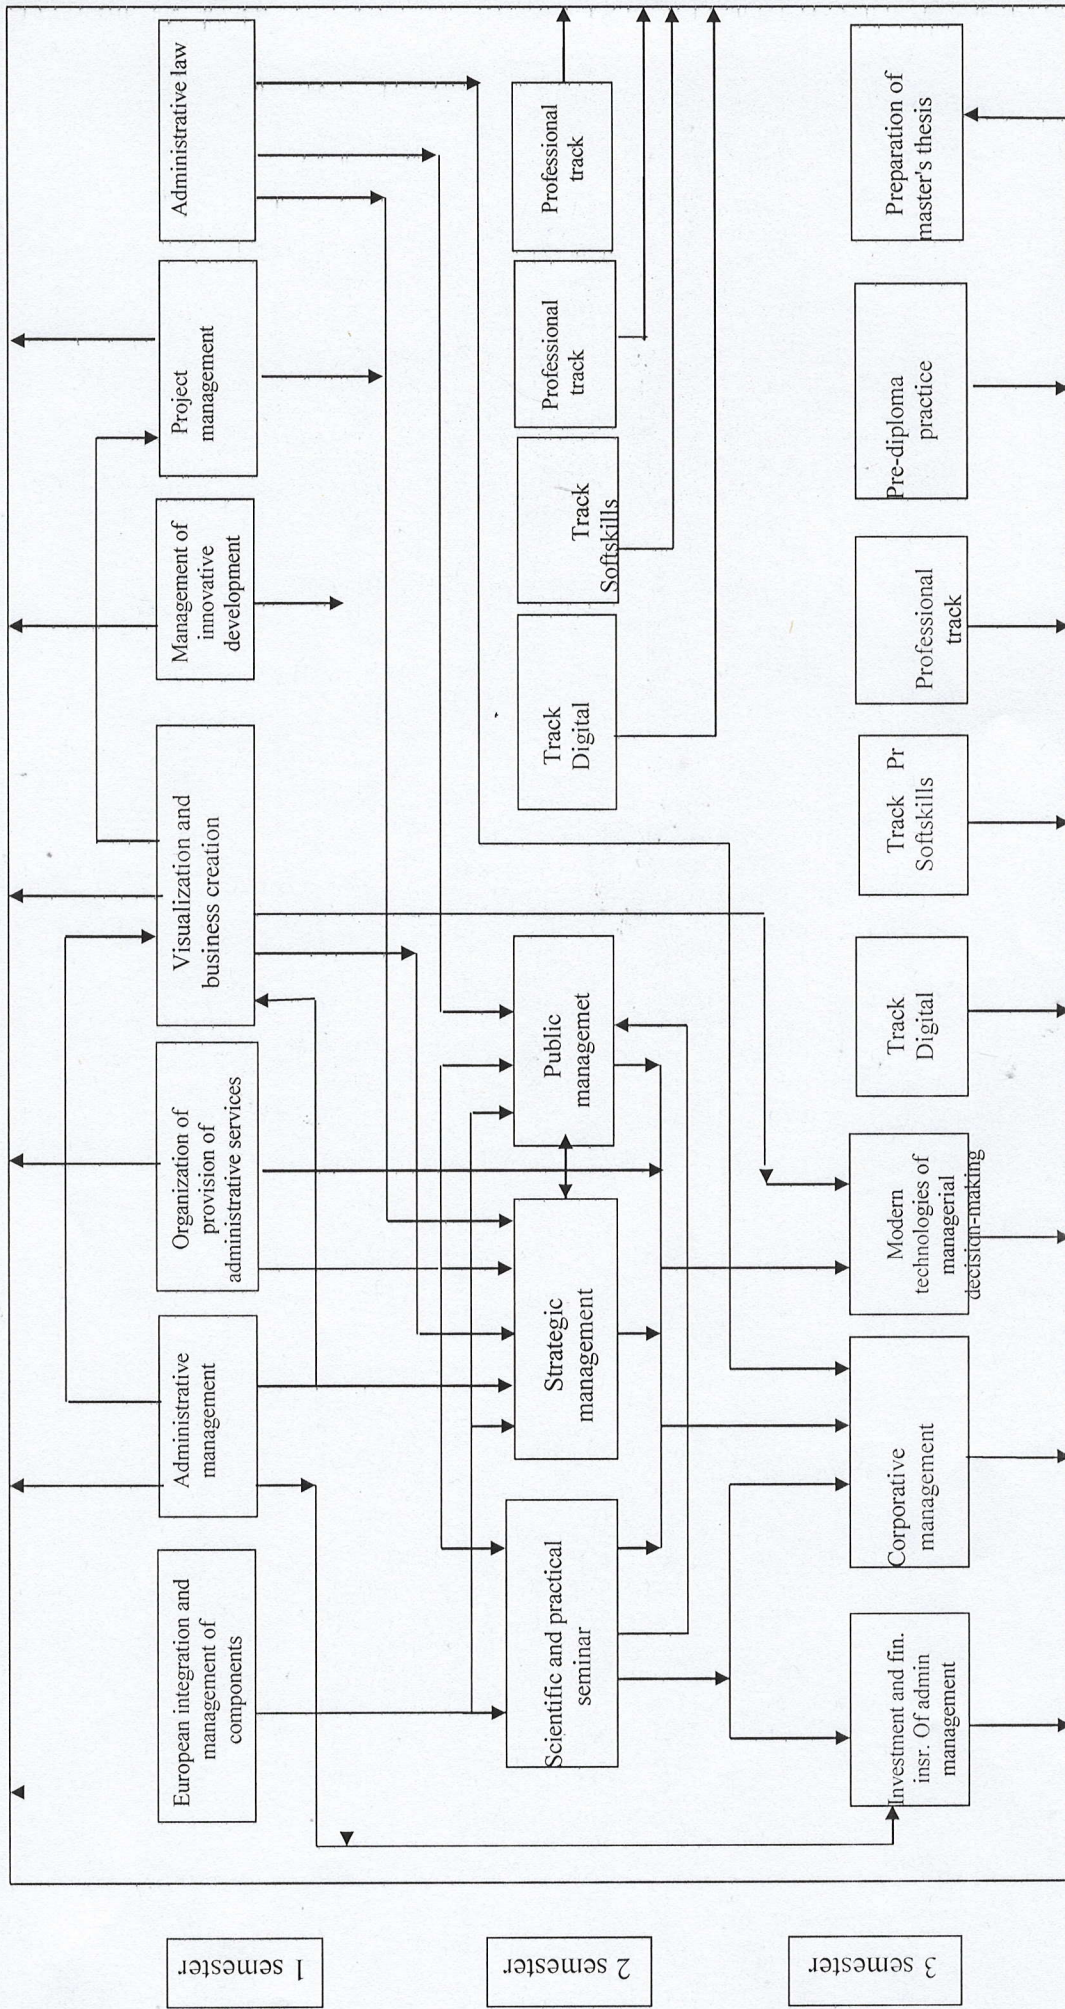 1 semester
European integration and
management of
components
Administrative
management
Organization of
provision of
administrative services
Visualization and
business creation
Management of
innovative
development
Project
management
Administrative law
2 semester
Scientific and practical
seminar
Strategic
management
Public
managemet
Track
Digital
Track
Softskills
Professional
track
Professional
track
3 semester
Investment and fin.
insr. Of admin
management
Corporative
management
Modern
technologies of
managerial
decision-making
Track
Digital
Track Pr
Softskills
Professional
track
Pre-diploma
practice
Preparation of
master's thesis